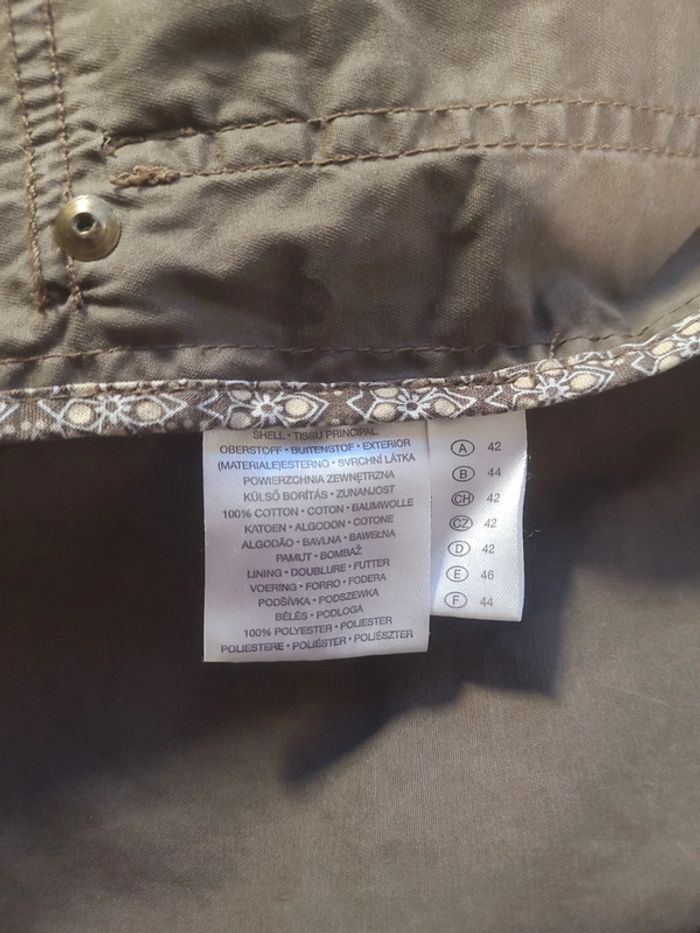 SHELL • TISSU PRINCIPAL
OBERSTOFF • BUITENSTOF • EXTERIOR
(MATERIALE)ESTERNO • SVRCHNÍ LÁTKA
POWIERZCHNIA ZEWNĘTRZNA
KÜLSŐ BORÍTÁS • ZUNANJOST
100% COTTON • COTON • BAUMWOLLE
KATOEN • ALGODON • COTONE
ALGODÃO • BAVLNA • BAWEŁNA
PAMUT • BOMBAŽ
LINING • DOUBLURE • FUTTER
VOERING • FORRO • FODERA
PODŠÍVKA • PODSZEWKA
BÉLÉS • PODLOGA
100% POLYESTER • POLIESTER
POLIESTERE • POLIÉSTER • POLIÉSZTER
A 42
B 44
CH 42
CZ 42
D 42
E 46
F 44